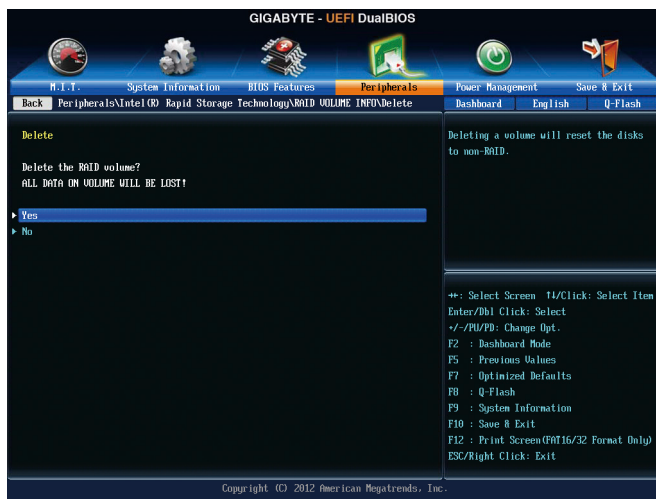 GIGABYTE - UEFI DualBIOS
M.I.T. System Information BIOS Features Peripherals Power Management Save & Exit
Back Peripherals\Intel(R) Rapid Storage Technology\RAID VOLUME INFO\Delete Dashboard English Q-Flash
Delete
Delete the RAID volume?
ALL DATA ON VOLUME WILL BE LOST!
Yes
No
Deleting a volume will reset the disks
to non-RAID.
→←: Select Screen ↑↓/Click: Select Item
Enter/Dbl Click: Select
+/-/PU/PD: Change Opt.
F2 : Dashboard Mode
F5 : Previous Values
F7 : Optimized Defaults
F8 : Q-Flash
F9 : System Information
F10 : Save & Exit
F12 : Print Screen(FAT16/32 Format Only)
ESC/Right Click: Exit
Copyright (C) 2012 American Megatrends, Inc.